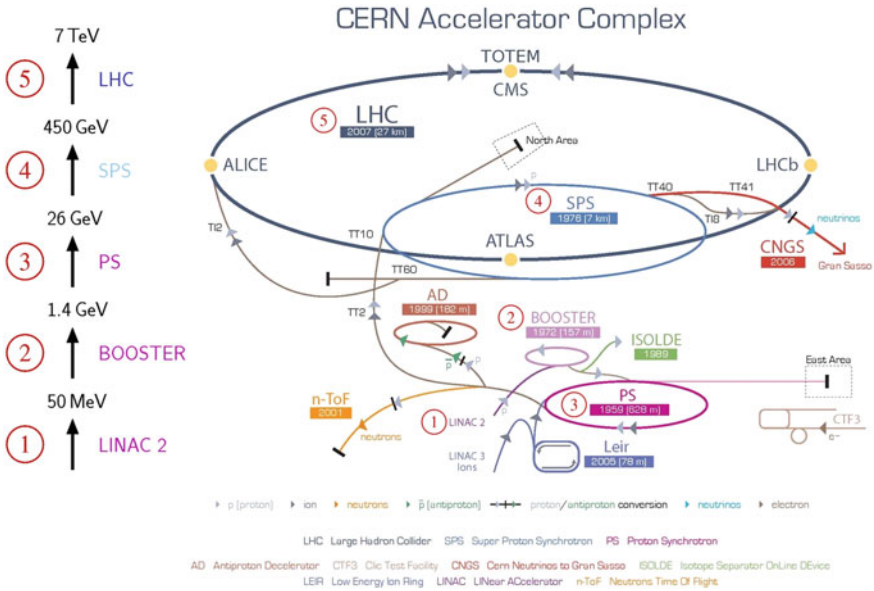 CERN Accelerator Complex
7 TeV
5 LHC
450 GeV
4 SPS
26 GeV
3 PS
1.4 GeV
2 BOOSTER
50 MeV
1 LINAC 2
TOTEM
CMS
5 LHC
2007 (27 km)
North Area
ALICE
LHCb
p
TT40
TT41
4 SPS
1976 (7 km)
TI8
neutrinos
TI2
TT10
ATLAS
CNGS
2006
Gran Sasso
TT60
AD
1999 (182 m)
TT2
2 BOOSTER
1972 (157 m)
ISOLDE
1989
p̄
p
East Area
n-ToF
2001
neutrons
1 LINAC 2
p
3 PS
1959 (628 m)
CTF3
e-
LINAC 3
Ions
Leir
2005 (78 m)
p (proton) ion neutrons p̄ (antiproton) proton/antiproton conversion neutrinos electron
LHC Large Hadron Collider SPS Super Proton Synchrotron PS Proton Synchrotron
AD Antiproton Decelerator CTF3 Clic Test Facility CNGS Cern Neutrinos to Gran Sasso ISOLDE Isotope Separator OnLine DEvice
LEIR Low Energy Ion Ring LINAC LINear ACcelerator n-ToF Neutrons Time Of Flight